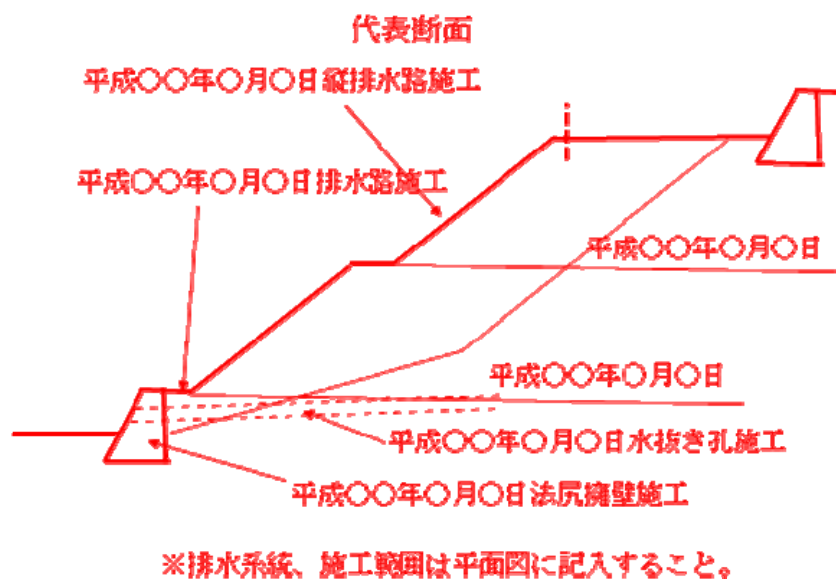 代表断面
平成〇〇年〇月〇日縦排水路施工
平成〇〇年〇月〇日排水路施工
平成〇〇年〇月〇日
平成〇〇年〇月〇日
平成〇〇年〇月〇日水抜き孔施工
平成〇〇年〇月〇日法尻擁壁施工
※排水系統、施工範囲は平面図に記入すること。